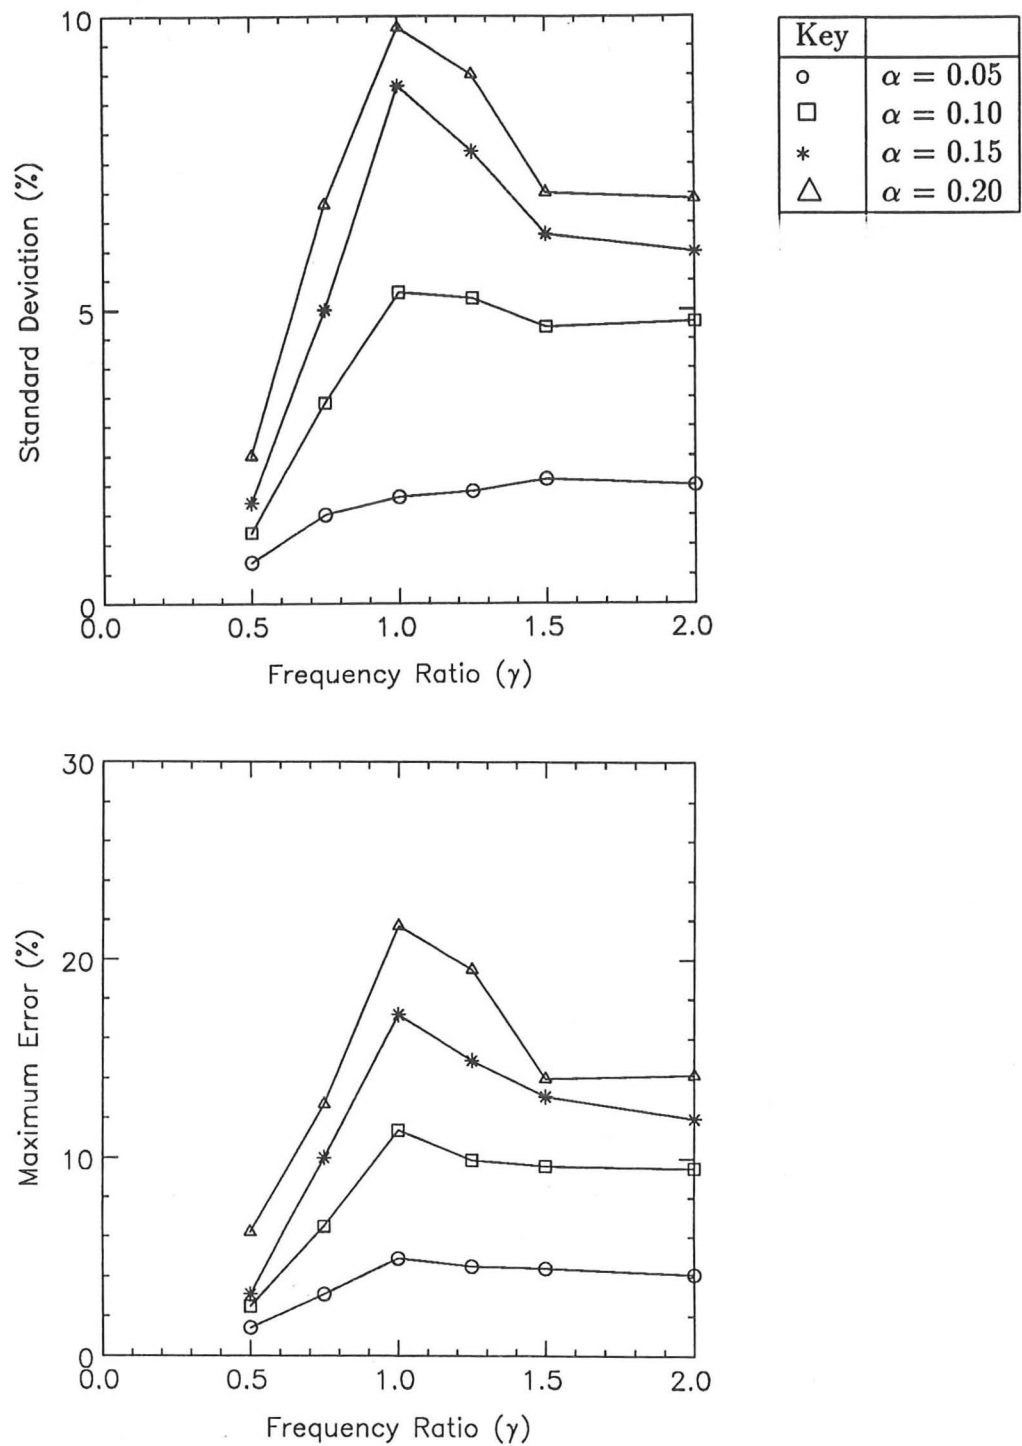 10
5
0
Standard Deviation (%)
0.0 0.5 1.0 1.5 2.0
Frequency Ratio (γ)
Key
α = 0.05
α = 0.10
α = 0.15
α = 0.20
30
20
10
0
Maximum Error (%)
0.0 0.5 1.0 1.5 2.0
Frequency Ratio (γ)